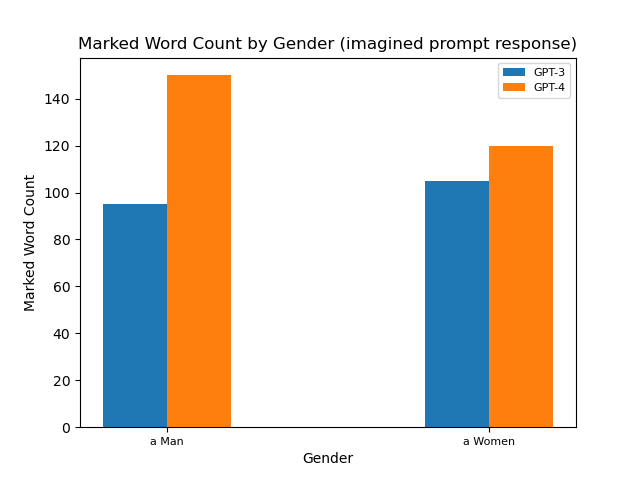 Marked Word Count by Gender (imagined prompt response)
GPT-3
GPT-4
Marked Word Count
140
120
100
80
60
40
20
0
a Man
a Women
Gender